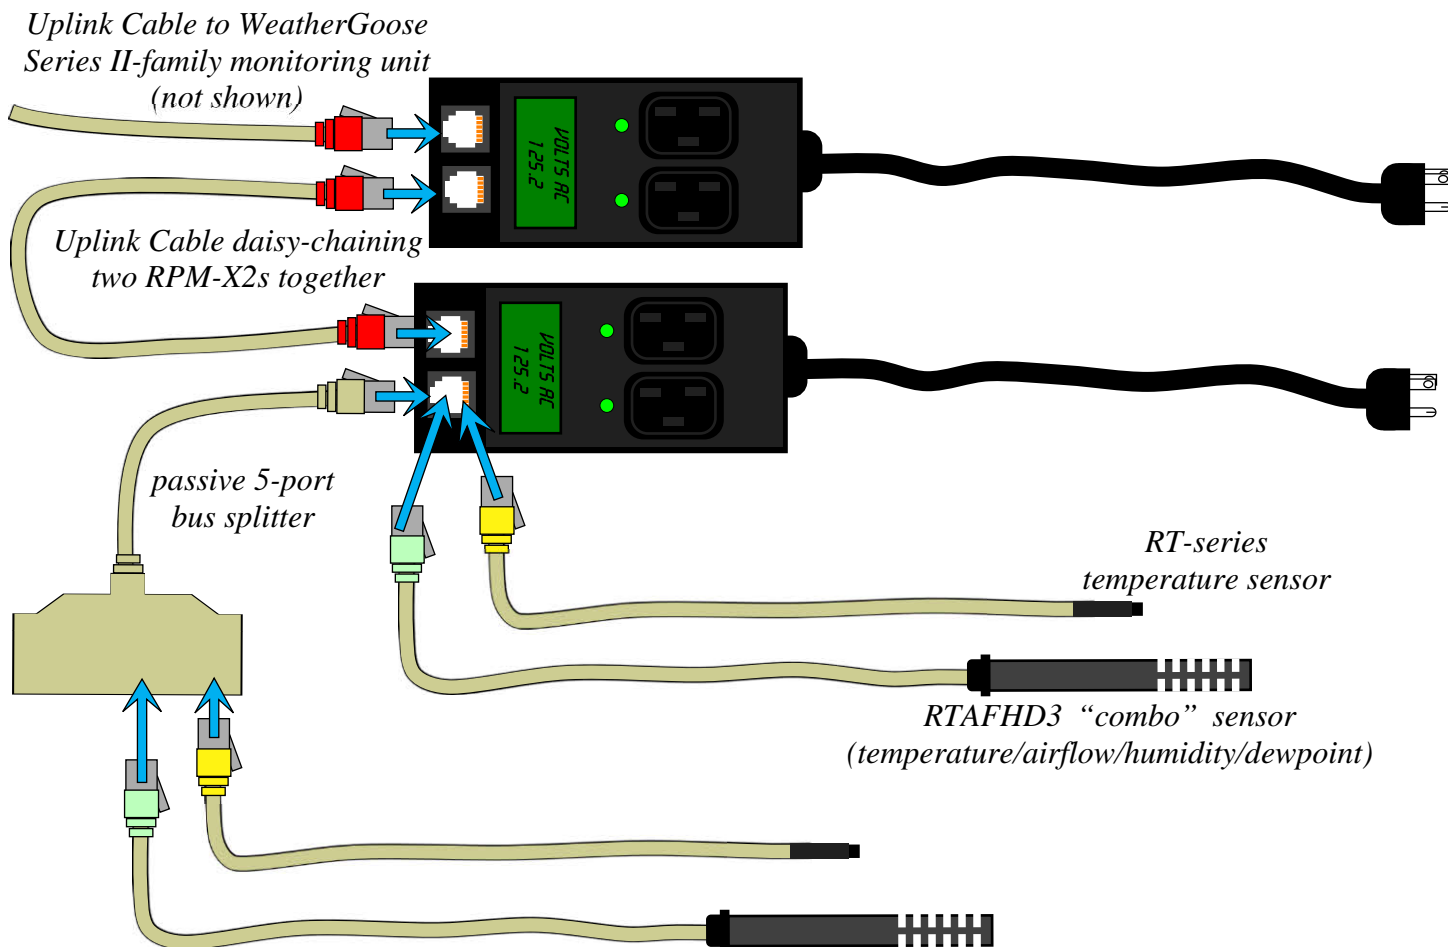 Uplink Cable to WeatherGoose
Series II-family monitoring unit
(not shown)
VOLTS AC
125.2
Uplink Cable daisy-chaining
two RPM-X2s together
VOLTS AC
125.2
passive 5-port
bus splitter
RT-series
temperature sensor
RTAFHD3 “combo” sensor
(temperature/airflow/humidity/dewpoint)